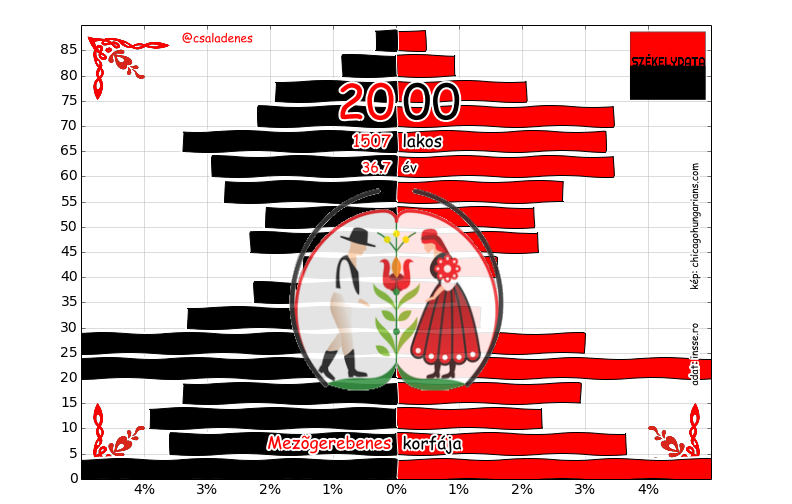 @csaladenes
SZÉKELYDATA
2000
1507 lakos
36.7 év
kép: chicagohungarians.com
adat: insse.ro
Mezõgerebenes korfája
85
80
75
70
65
60
55
50
45
40
35
30
25
20
15
10
5
0
4% 3% 2% 1% 0% 1% 2% 3% 4%